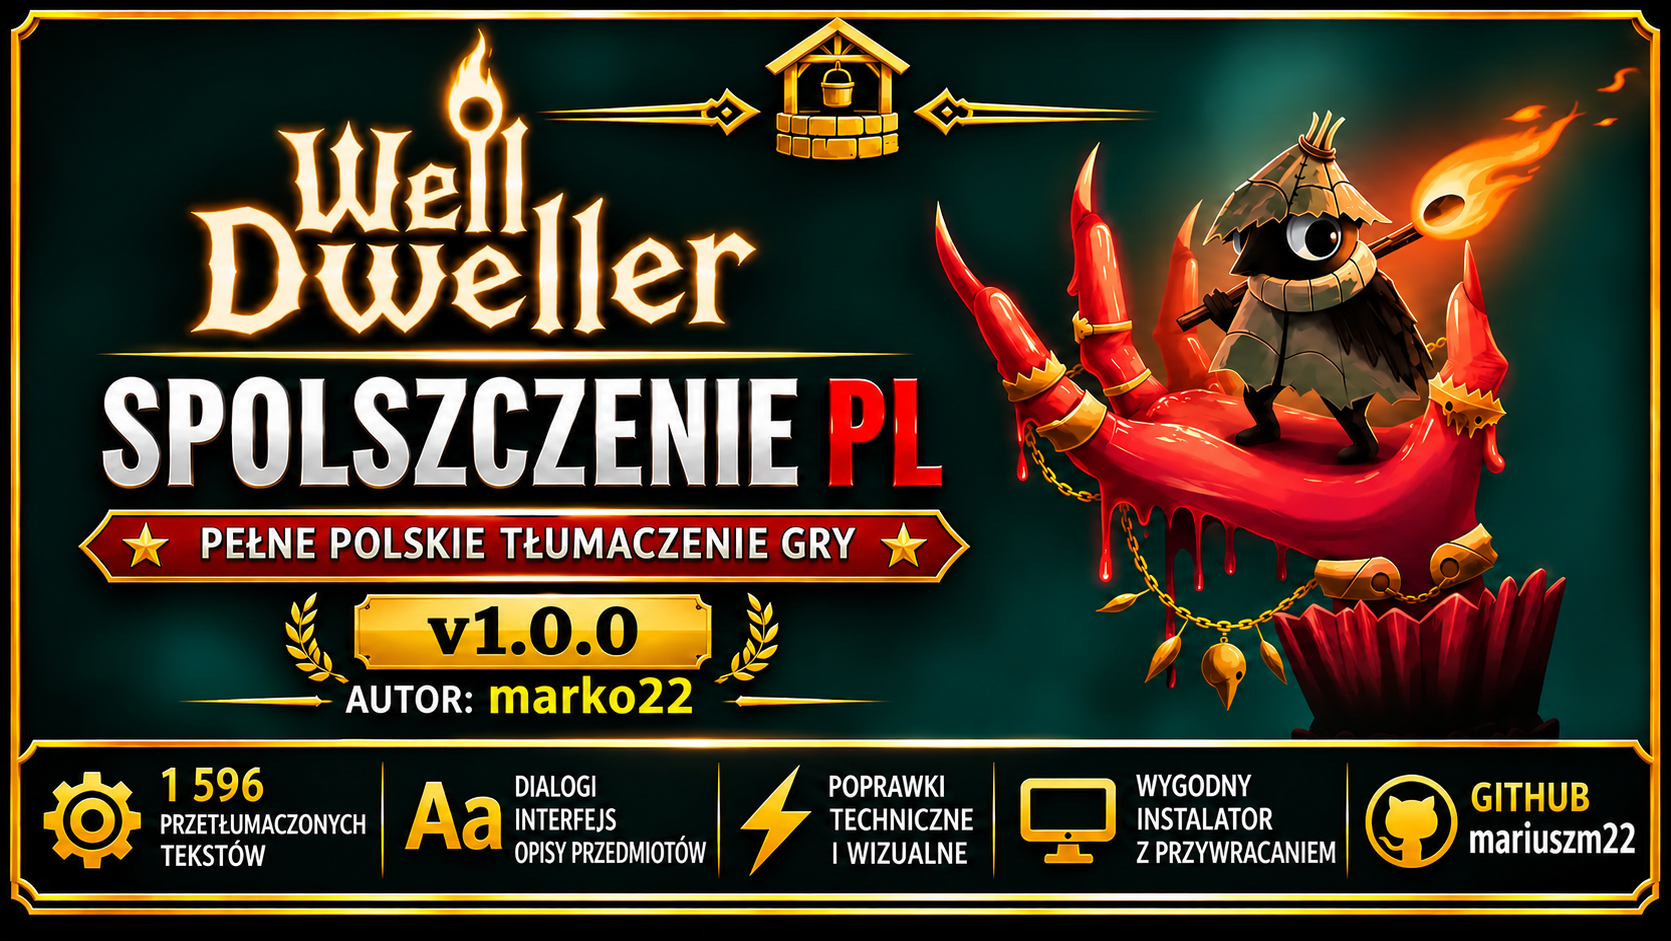 Well
Dweller
SPOLSZCZENIE PL
PEŁNE POLSKIE TŁUMACZENIE GRY
v1.0.0
AUTOR: marko22
1 596
PRZETŁUMACZONYCH
TEKSTÓW
Aa
DIALOGI
INTERFEJS
OPISY PRZEDMIOTÓW
POPRAWKI
TECHNICZNE
I WIZUALNE
WYGODNY
INSTALATOR
Z PRZYWRACANIEM
GITHUB
mariuszm22